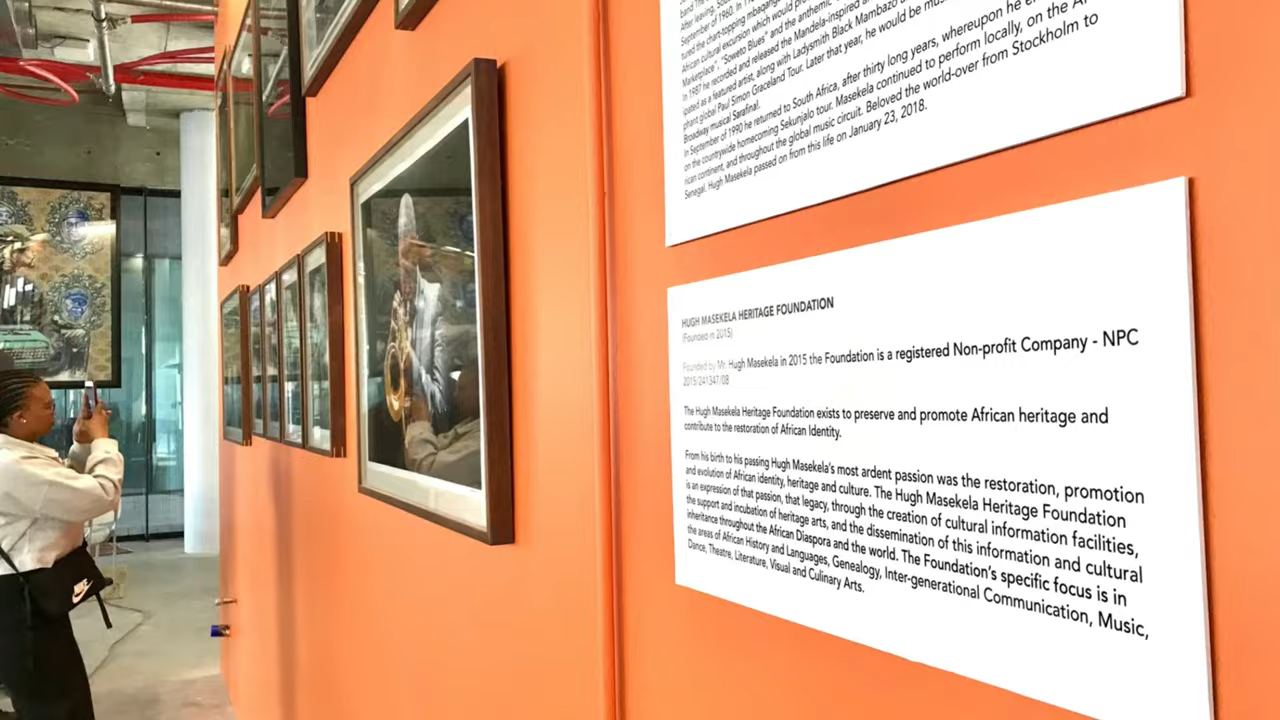 band
After leaving, Sou
September of 1960. In 19
tured the chart-topping mbaqanga
African cultural excursion which would pro
Marketplace", "Soweto Blues" and the anthemic
In 1987 he recorded and released the Mandela-inspired a
pated as a featured artist, along with Ladysmith Black Mambazo a
phant global Paul Simon Graceland Tour. Later that year, he would be mus
Broadway musical Sarafina!.
In September of 1990 he returned to South Africa, after thirty long years, whereupon he e
on the countrywide homecoming Sekunjalo tour. Masekela continued to perform locally, on the Af
rican continent, and throughout the global music circuit. Beloved the world-over from Stockholm to
Senegal. Hugh Masekela passed on from this life on January 23, 2018.
HUGH MASEKELA HERITAGE FOUNDATION
(Founded in 2015)
Founded by Mr. Hugh Masekela in 2015 the Foundation is a registered Non-profit Company - NPC
2015/241347/08
The Hugh Masekela Heritage Foundation exists to preserve and promote African heritage and
contribute to the restoration of African Identity.
From his birth to his passing Hugh Masekela's most ardent passion was the restoration, promotion
and evolution of African identity, heritage and culture. The Hugh Masekela Heritage Foundation
is an expression of that passion, that legacy, through the creation of cultural information facilities,
the support and incubation of heritage arts, and the dissemination of this information and cultural
inheritance throughout the African Diaspora and the world. The Foundation's specific focus is in
the areas of African History and Languages, Genealogy, Inter-generational Communication, Music,
Dance, Theatre, Literature, Visual and Culinary Arts.